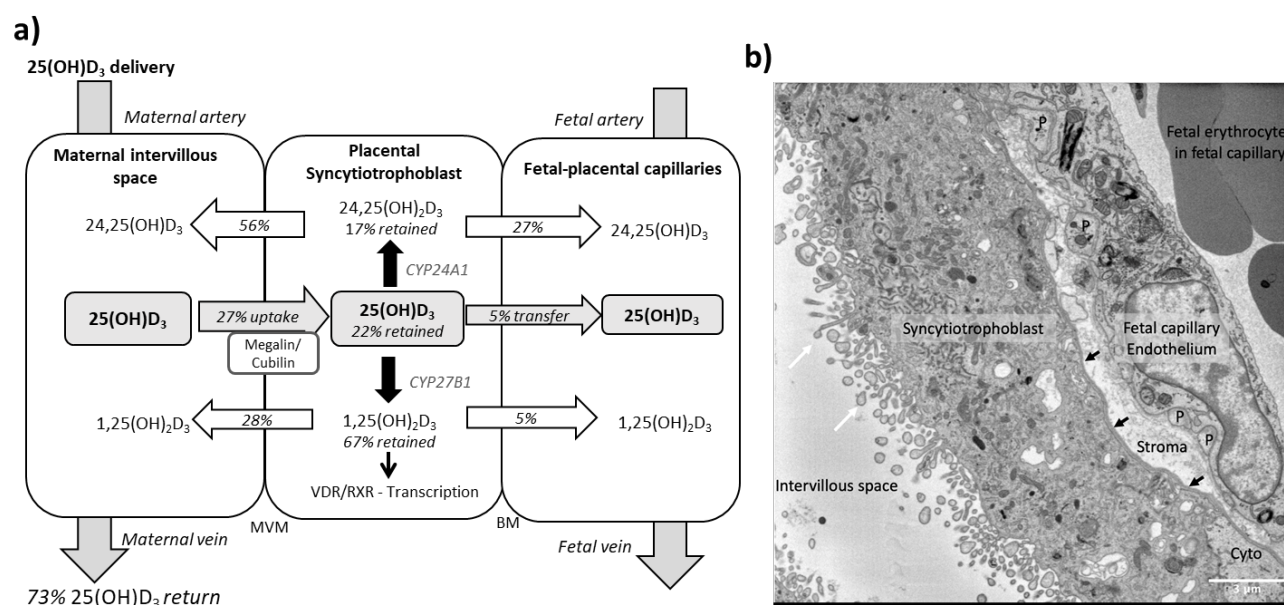 a)
25(OH)D₃ delivery
Maternal artery
Fetal artery
Maternal intervillous
space
Placental
Syncytiotrophoblast
Fetal-placental capillaries
24,25(OH)D₃
56%
24,25(OH)₂D₃
17% retained
27%
24,25(OH)D₃
CYP24A1
25(OH)D₃
27% uptake
25(OH)D₃
22% retained
5% transfer
25(OH)D₃
Megalin/
Cubilin
CYP27B1
1,25(OH)₂D₃
28%
1,25(OH)₂D₃
67% retained
5%
1,25(OH)₂D₃
VDR/RXR - Transcription
MVM
BM
Maternal vein
Fetal vein
73% 25(OH)D₃ return
b)
P
Fetal erythrocyte
in fetal capillary
P
Syncytiotrophoblast
Fetal capillary
Endothelium
P
P
Stroma
Intervillous space
Cyto
3 µm